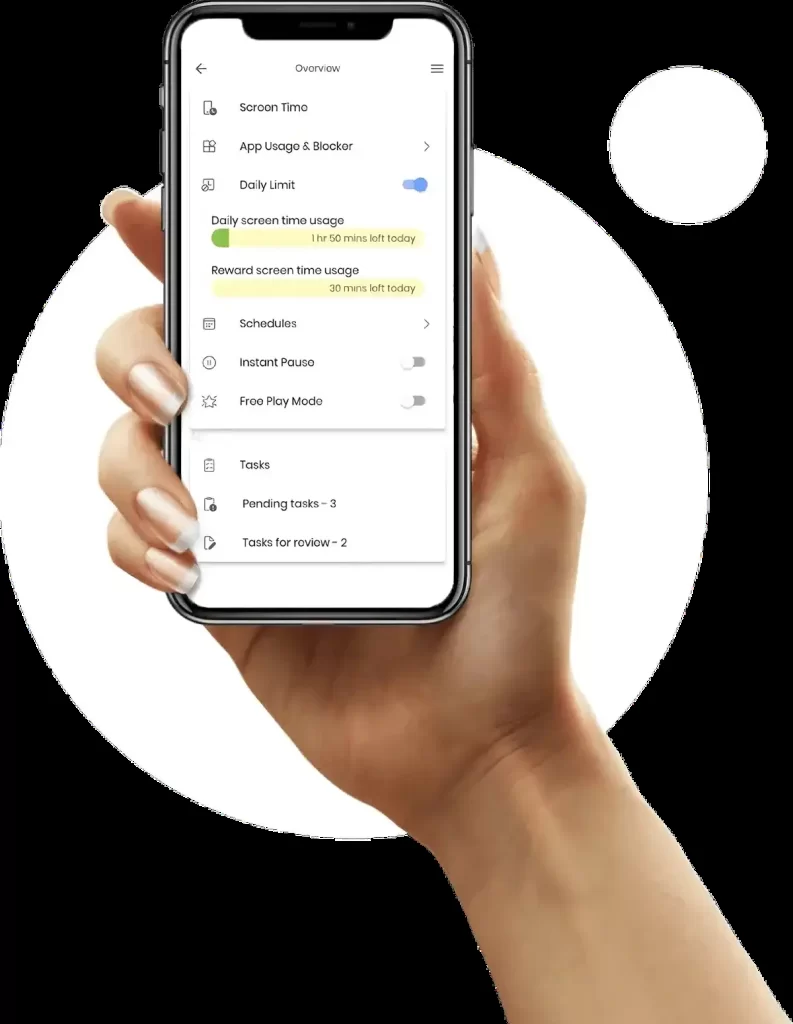 Overview
Screen Time
App Usage & Blocker
Daily Limit
Daily screen time usage
1 hr 50 mins left today
Reward screen time usage
30 mins left today
Schedules
Instant Pause
Free Play Mode
Tasks
Pending tasks - 3
Tasks for review - 2